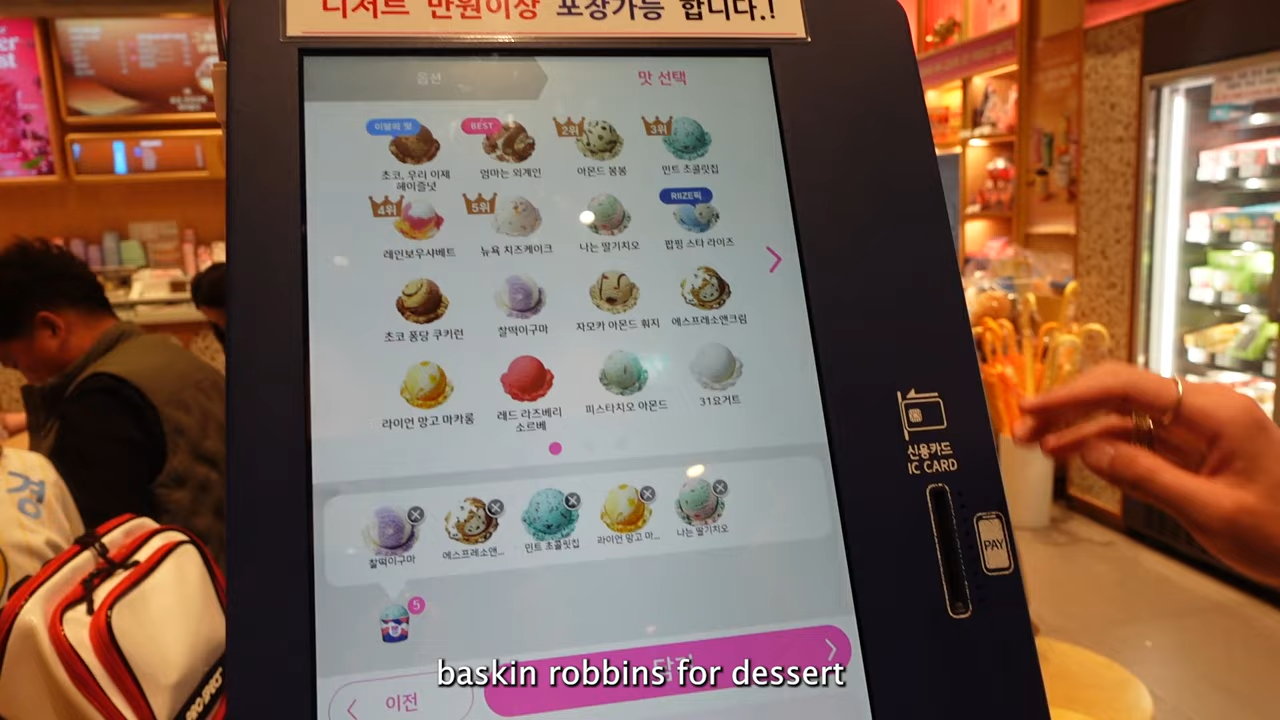 디저트 만원이상 포장가능 합니다.!
옵션
맛 선택
이달의 맛
BEST
2위
3위
초코, 우리 이제 헤이즐넛
엄마는 외계인
아몬드 봉봉
민트 초콜릿칩
4위
5위
RIIZE픽
레인보우샤베트
뉴욕 치즈케이크
나는 딸기치오
팝핑 스타 라이즈
초코 퐁당 쿠키런
찰떡이구마
자모카 아몬드 훠지
에스프레소앤크림
라이언 망고 마카롱
레드 라즈베리
소르베
피스타치오 아몬드
31요거트
찰떡이구마
에스프레소앤...
민트 초콜릿칩
라이언 망고 마...
나는 딸기치오
5
이전
신용카드
IC CARD
PAY
경
baskin robbins for dessert